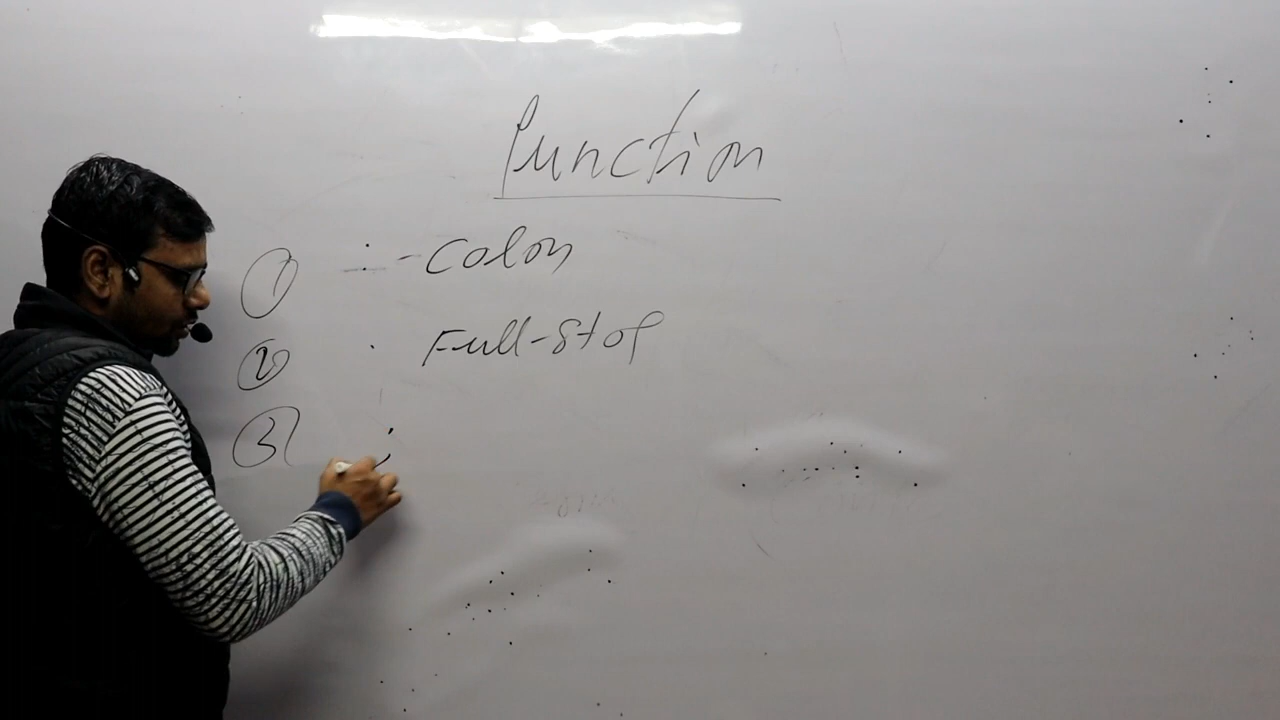 Punction
① : - Colon
② . Full-Stop
③ ;